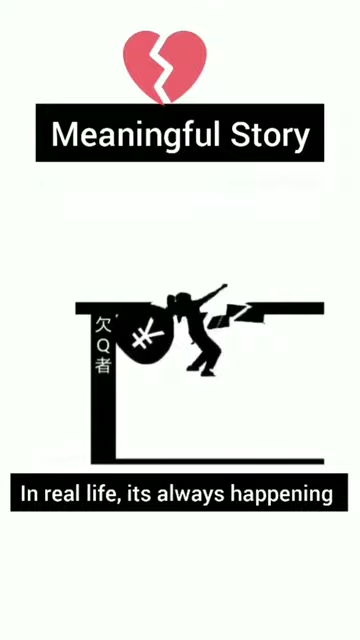 Meaningful Story
¥
欠
Q
者
In real life, its always happening